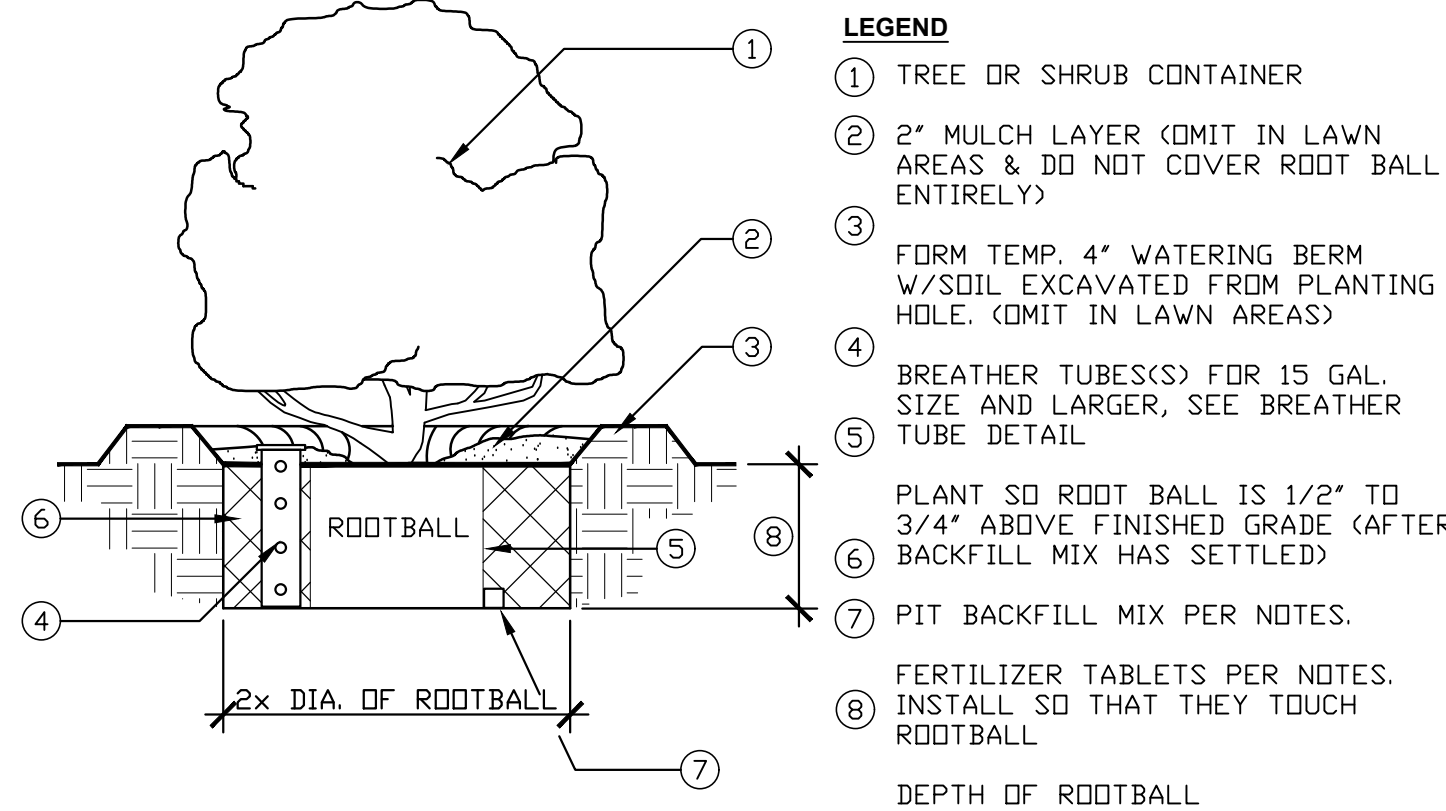 1
2
3
ROOTBALL
6
5
8
4
2x DIA. OF ROOTBALL
7
LEGEND
1 TREE OR SHRUB CONTAINER
2 2" MULCH LAYER (OMIT IN LAWN
AREAS & DO NOT COVER ROOT BALL
ENTIRELY)
3
FORM TEMP. 4" WATERING BERM
W/SOIL EXCAVATED FROM PLANTING
HOLE. (OMIT IN LAWN AREAS)
4
BREATHER TUBES(S) FOR 15 GAL.
SIZE AND LARGER, SEE BREATHER
5 TUBE DETAIL
PLANT SO ROOT BALL IS 1/2" TO
3/4" ABOVE FINISHED GRADE (AFTER
6 BACKFILL MIX HAS SETTLED)
7 PIT BACKFILL MIX PER NOTES.
FERTILIZER TABLETS PER NOTES.
8 INSTALL SO THAT THEY TOUCH
ROOTBALL
DEPTH OF ROOTBALL